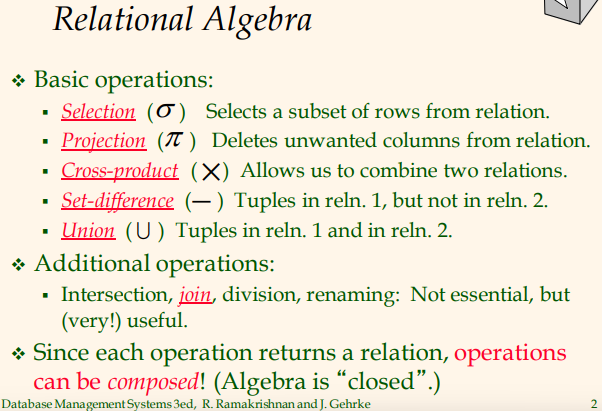 Relational Algebra
❖ Basic operations:
▪ Selection (σ) Selects a subset of rows from relation.
▪ Projection (π) Deletes unwanted columns from relation.
▪ Cross-product (×) Allows us to combine two relations.
▪ Set-difference (—) Tuples in reln. 1, but not in reln. 2.
▪ Union (∪) Tuples in reln. 1 and in reln. 2.
❖ Additional operations:
▪ Intersection, join, division, renaming: Not essential, but
(very!) useful.
❖ Since each operation returns a relation, operations
can be composed! (Algebra is “closed”.)
Database Management Systems 3ed, R. Ramakrishnan and J. Gehrke 2